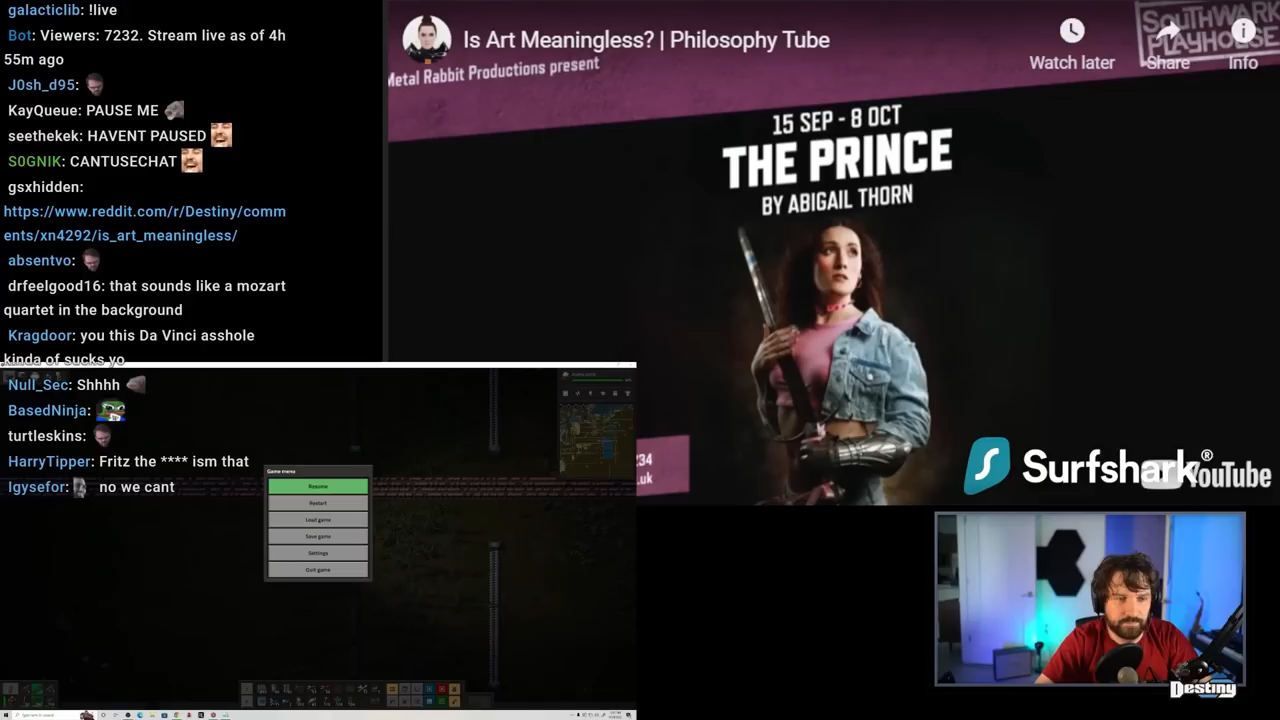 galacticlib: !live
Bot: Viewers: 7232. Stream live as of 4h
55m ago
J0sh_d95:
KayQueue: PAUSE ME
seethekek: HAVENT PAUSED
S0GNIK: CANTUSECHAT
gsxhidden:
https://www.reddit.com/r/Destiny/comm
ents/xn4292/is_art_meaningless/
absentvo:
drfeelgood16: that sounds like a mozart
quartet in the background
Kragdoor: you this Da Vinci asshole
kinda of sucks yo
Null_Sec: Shhhh
BasedNinja:
turtleskins:
HarryTipper: Fritz the **** ism that
Igysefor: no we cant
Is Art Meaningless? | Philosophy Tube
Watch later
Share
Info
Metal Rabbit Productions present
SOUTHWARK
PLAYHOUSE
15 SEP - 8 OCT
THE PRINCE
BY ABIGAIL THORN
234
.uk
Surfshark®
YouTube
Game menu
Resume
Restart
Load game
Save game
Settings
Quit game
Destiny